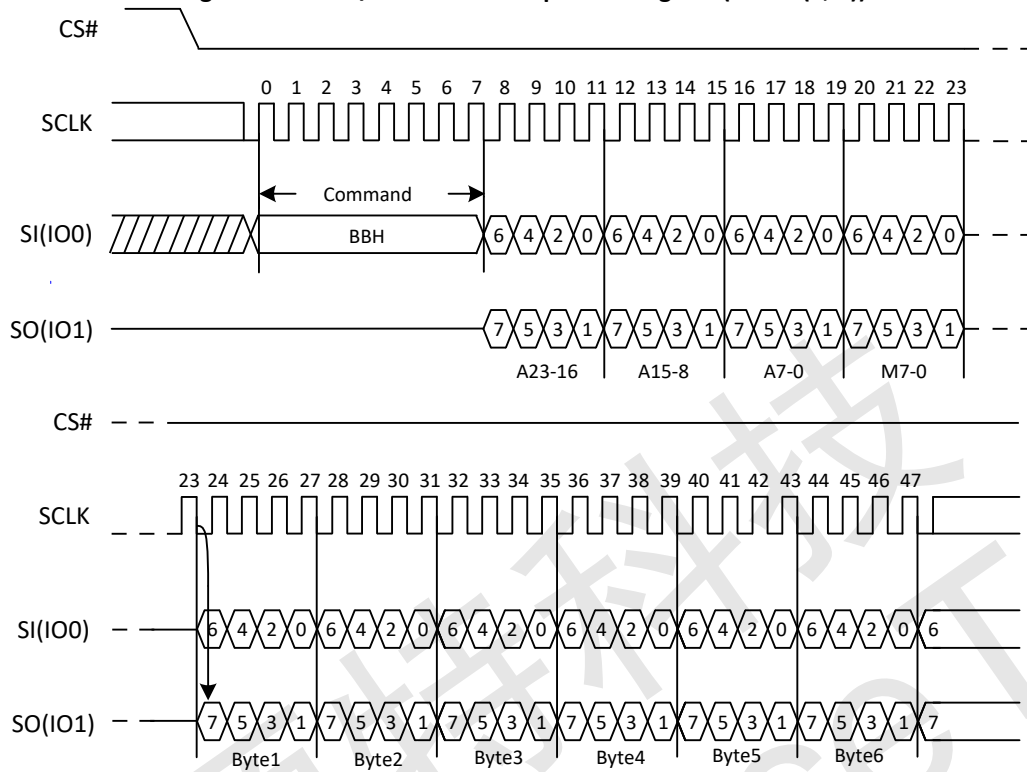 CS#
0 1 2 3 4 5 6 7 8 9 10 11 12 13 14 15 16 17 18 19 20 21 22 23
SCLK
Command
SI(IO0)
BBH
6 4 2 0 6 4 2 0 6 4 2 0 6 4 2 0
SO(IO1)
7 5 3 1 7 5 3 1 7 5 3 1 7 5 3 1
A23-16 A15-8 A7-0 M7-0
CS#
23 24 25 26 27 28 29 30 31 32 33 34 35 36 37 38 39 40 41 42 43 44 45 46 47
SCLK
SI(IO0)
6 4 2 0 6 4 2 0 6 4 2 0 6 4 2 0 6 4 2 0 6 4 2 0 6
SO(IO1)
7 5 3 1 7 5 3 1 7 5 3 1 7 5 3 1 7 5 3 1 7 5 3 1 7
Byte1 Byte2 Byte3 Byte4 Byte5 Byte6
特科技